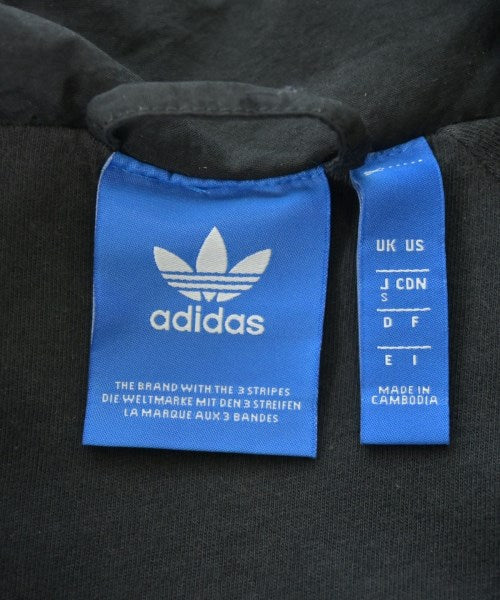 adidas
THE BRAND WITH THE 3 STRIPES
DIE WELTMARKE MIT DEN 3 STREIFEN
LA MARQUE AUX 3 BANDES
UK US
J CDN
S
D F
E I
MADE IN
CAMBODIA